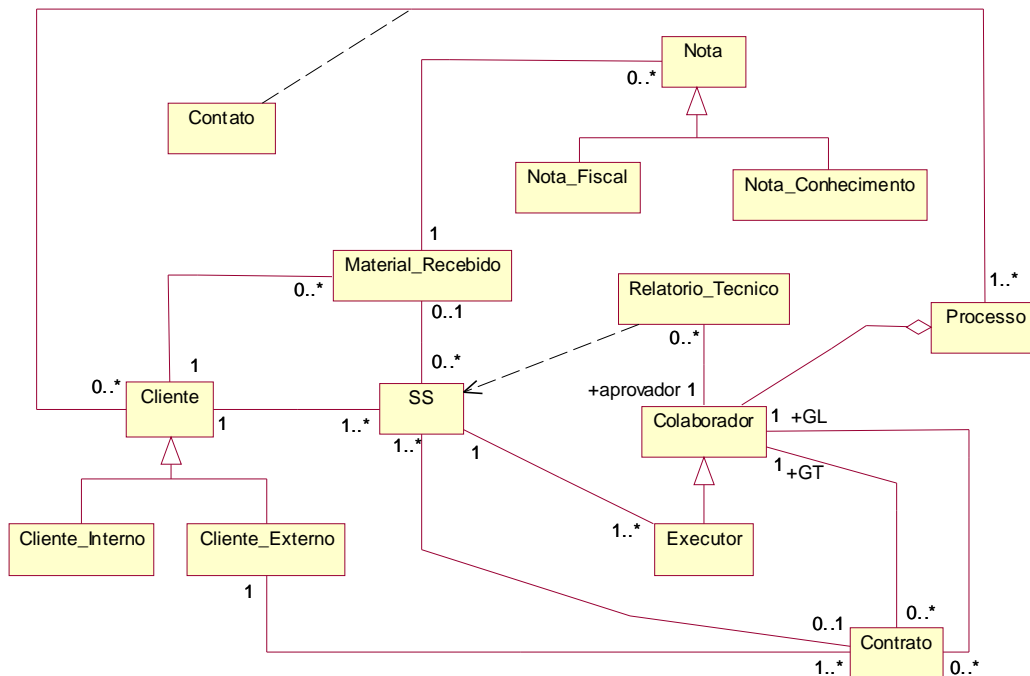 Nota
0..*
Contato
Nota_Fiscal
Nota_Conhecimento
1
Material_Recebido
0..*
0..1
Relatorio_Tecnico
0..*
1..*
Processo
1
0..*
Cliente
1
0..*
SS
1..*
1..*
1
+aprovador 1
Colaborador
1 +GL
1
+GT
Cliente_Interno
Cliente_Externo
1
1..*
Executor
0..1
0..*
Contrato
1..*
0..*